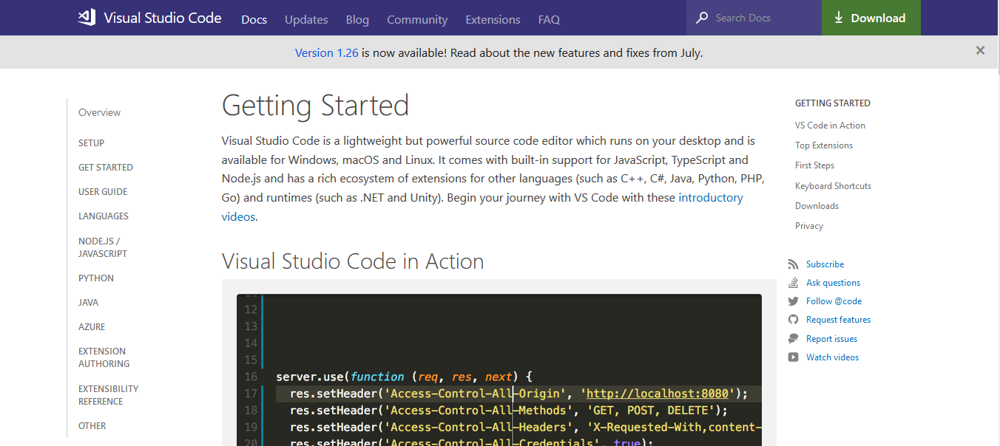 Visual Studio Code Docs Updates Blog Community Extensions FAQ Search Docs Download
Version 1.26 is now available! Read about the new features and fixes from July.
Overview
SETUP
GET STARTED
USER GUIDE
LANGUAGES
NODE.JS /
JAVASCRIPT
PYTHON
JAVA
AZURE
EXTENSION
AUTHORING
EXTENSIBILITY
REFERENCE
OTHER
Getting Started
Visual Studio Code is a lightweight but powerful source code editor which runs on your desktop and is
available for Windows, macOS and Linux. It comes with built-in support for JavaScript, TypeScript and
Node.js and has a rich ecosystem of extensions for other languages (such as C++, C#, Java, Python, PHP,
Go) and runtimes (such as .NET and Unity). Begin your journey with VS Code with these introductory
videos.
Visual Studio Code in Action
11
12
13
14
15
16 server.use(function (req, res, next) {
17 res.setHeader('Access-Control-All-Origin', 'http://localhost:8080');
18 res.setHeader('Access-Control-All-Methods', 'GET, POST, DELETE');
19 res.setHeader('Access-Control-All-Headers', 'X-Requested-With,content-
20 res.setHeader('Access-Control-All-Credentials', true);
GETTING STARTED
VS Code in Action
Top Extensions
First Steps
Keyboard Shortcuts
Downloads
Privacy
Subscribe
Ask questions
Follow @code
Request features
Report issues
Watch videos